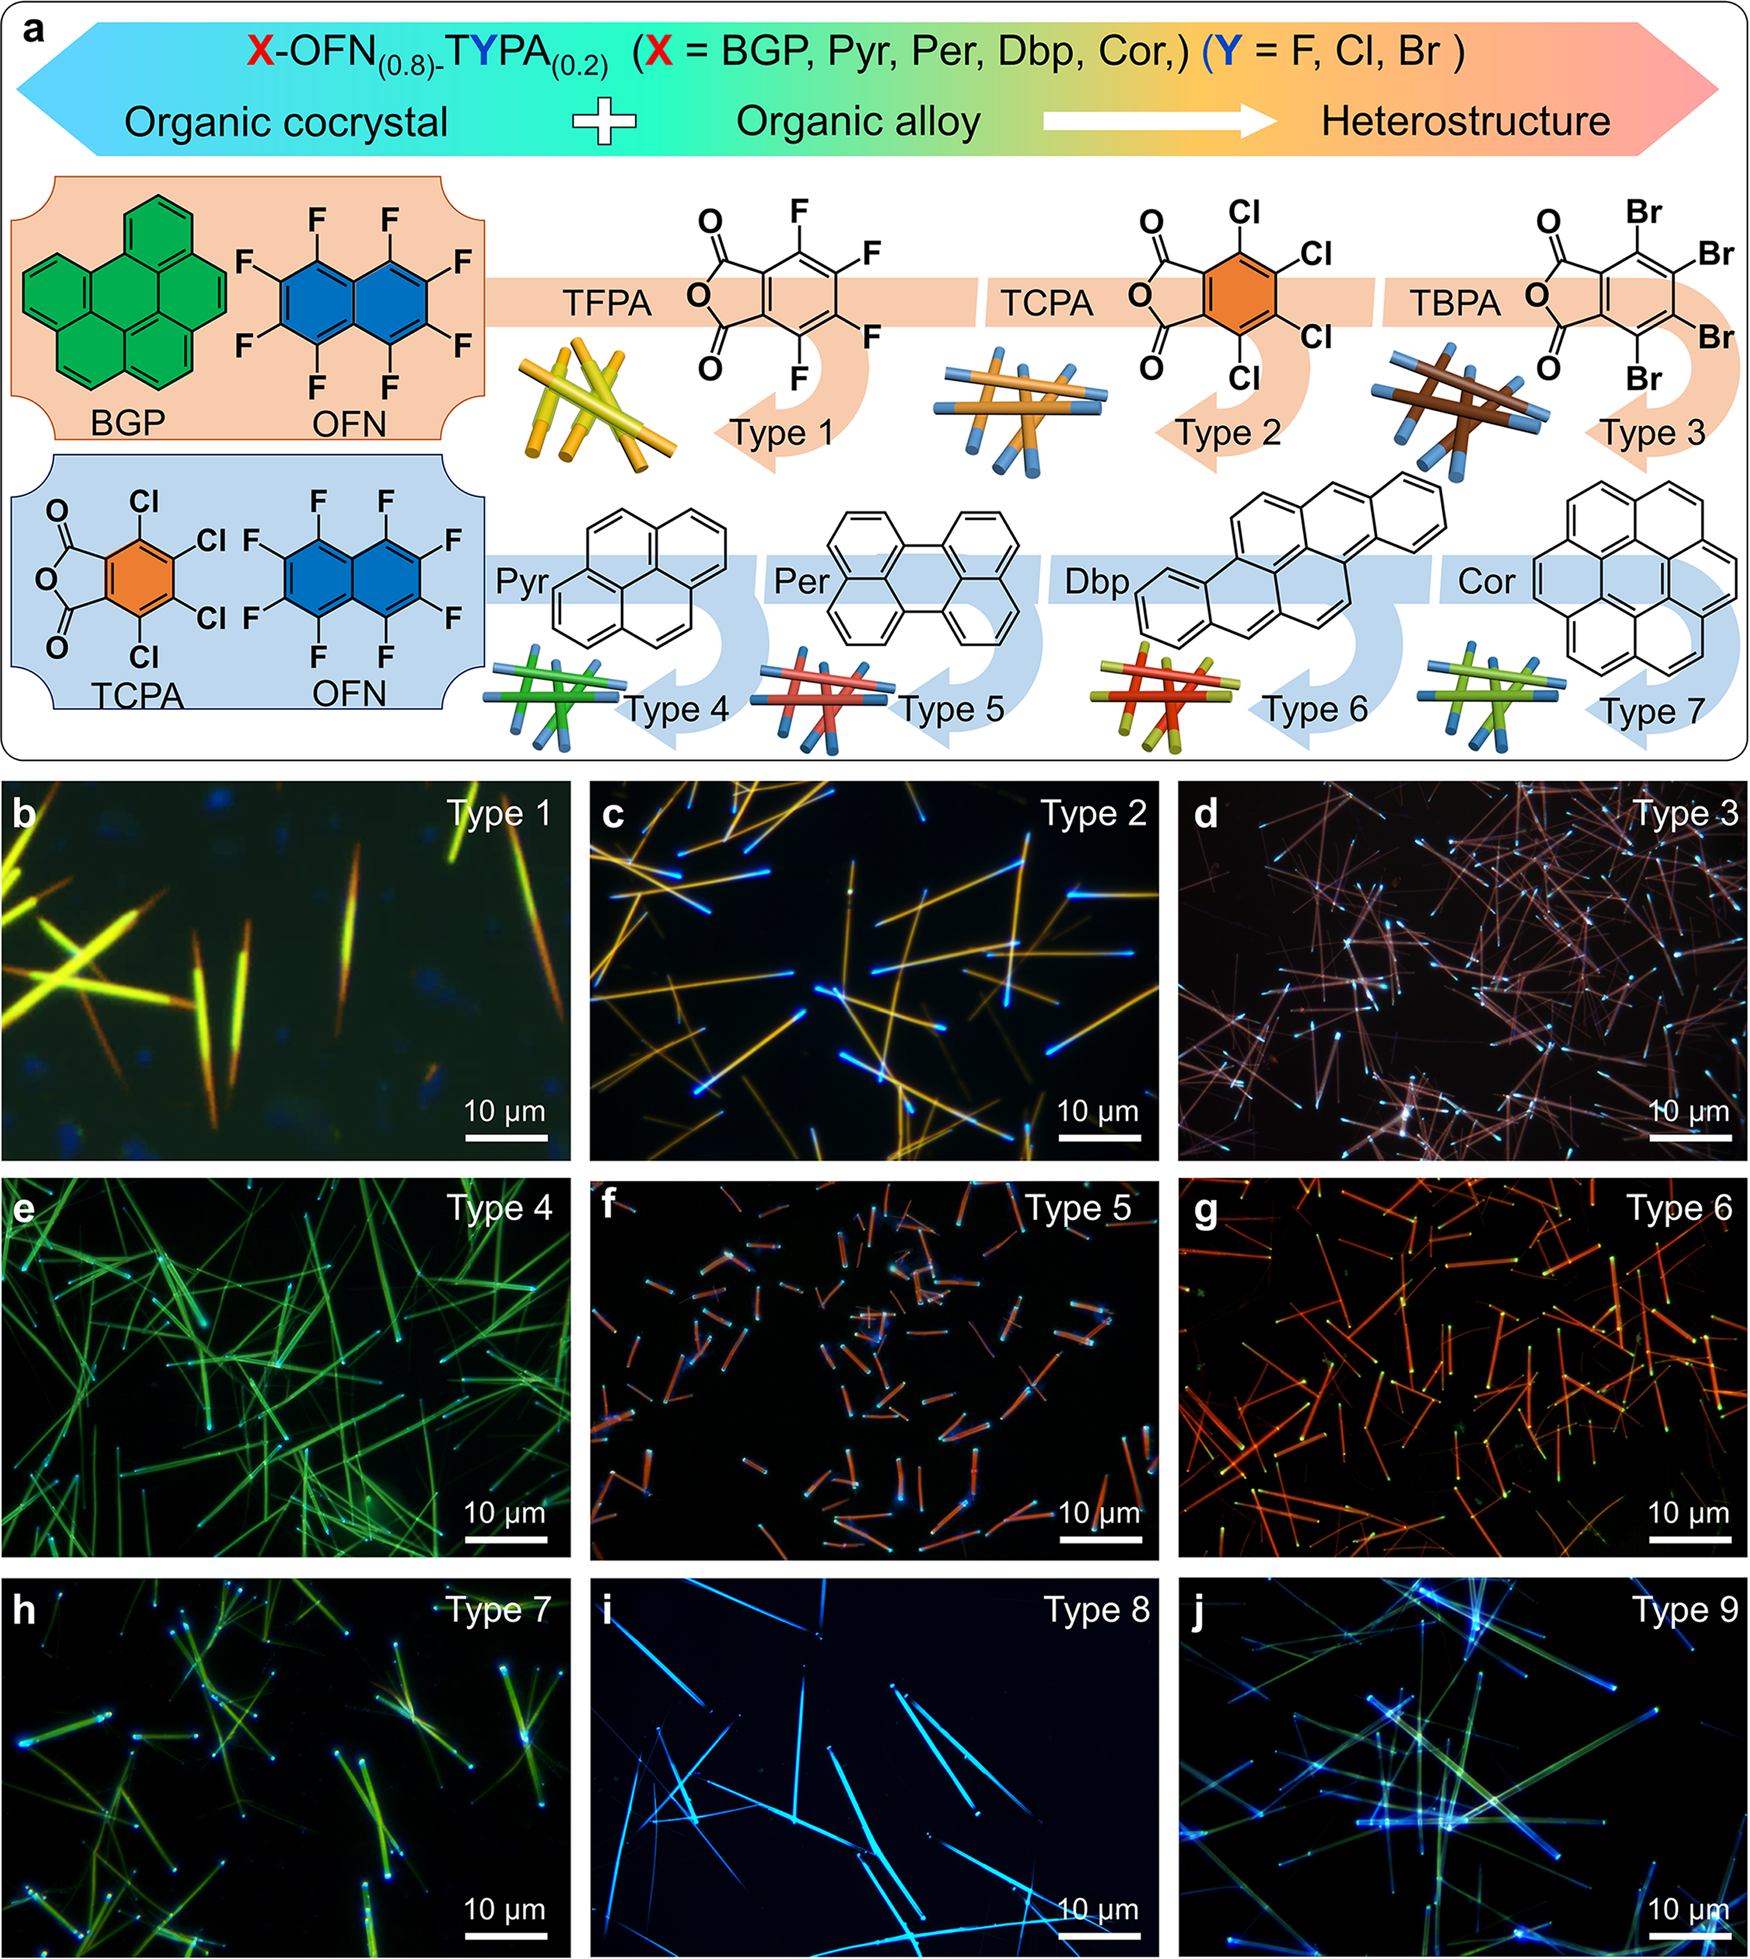 a
X-OFN(0.8)-TYPA(0.2) (X = BGP, Pyr, Per, Dbp, Cor,) (Y = F, Cl, Br )
Organic cocrystal + Organic alloy Heterostructure
F F
F F
F F
F F
BGP OFN
TFPA
O O O
F F F F
Type 1
TCPA
O O O
Cl Cl Cl Cl
Type 2
TBPA
O O O
Br Br Br Br
Type 3
O O O
Cl Cl Cl Cl
F F
F F
F F
F F
TCPA OFN
Pyr
Type 4
Per
Type 5
Dbp
Type 6
Cor
Type 7
b Type 1
10 μm
c Type 2
10 μm
d Type 3
10 μm
e Type 4
10 μm
f Type 5
10 μm
g Type 6
10 μm
h Type 7
10 μm
i Type 8
10 μm
j Type 9
10 μm